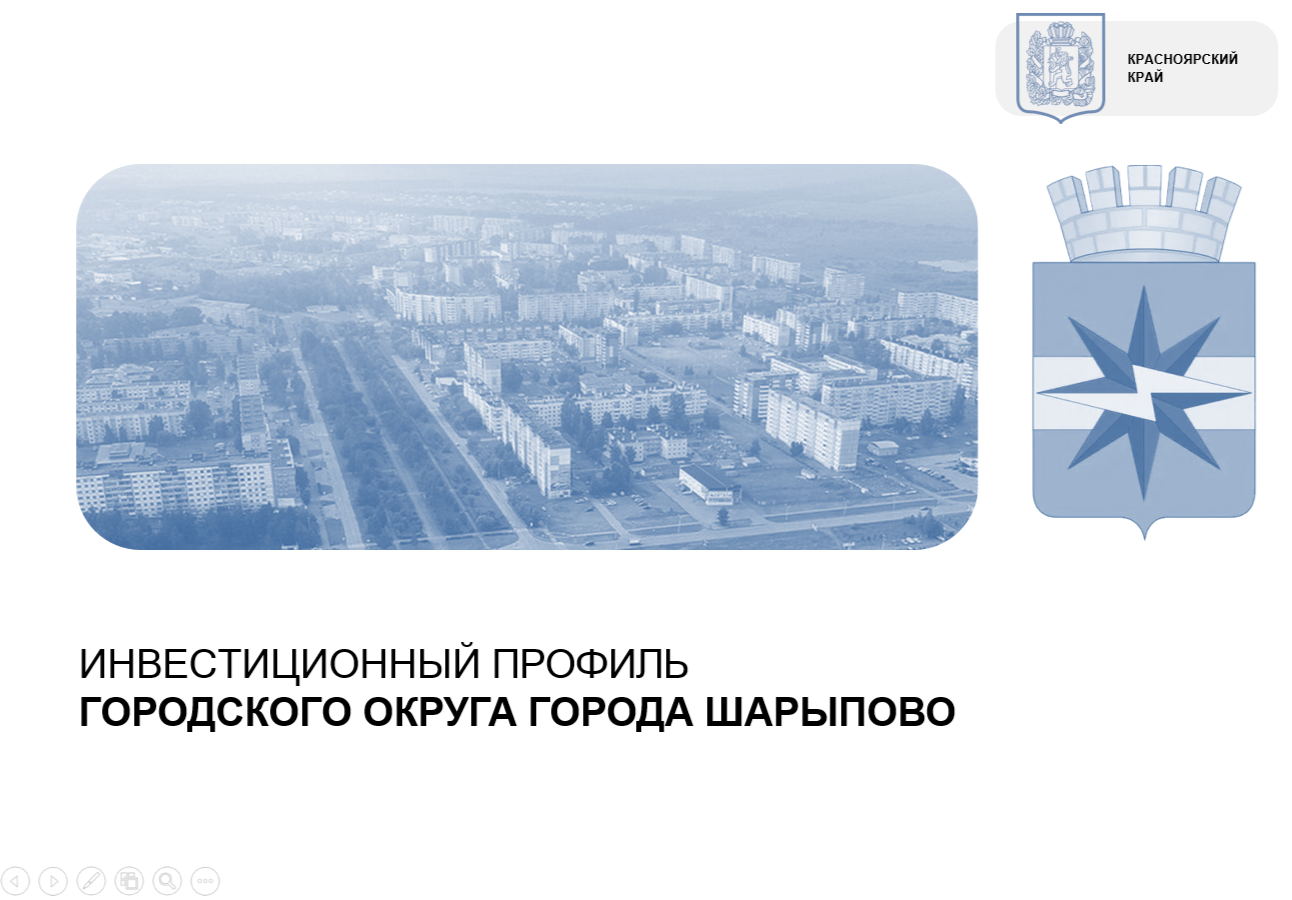 КРАСНОЯРСКИЙ
КРАЙ
ИНВЕСТИЦИОННЫЙ ПРОФИЛЬ
ГОРОДСКОГО ОКРУГА ГОРОДА ШАРЫПОВО